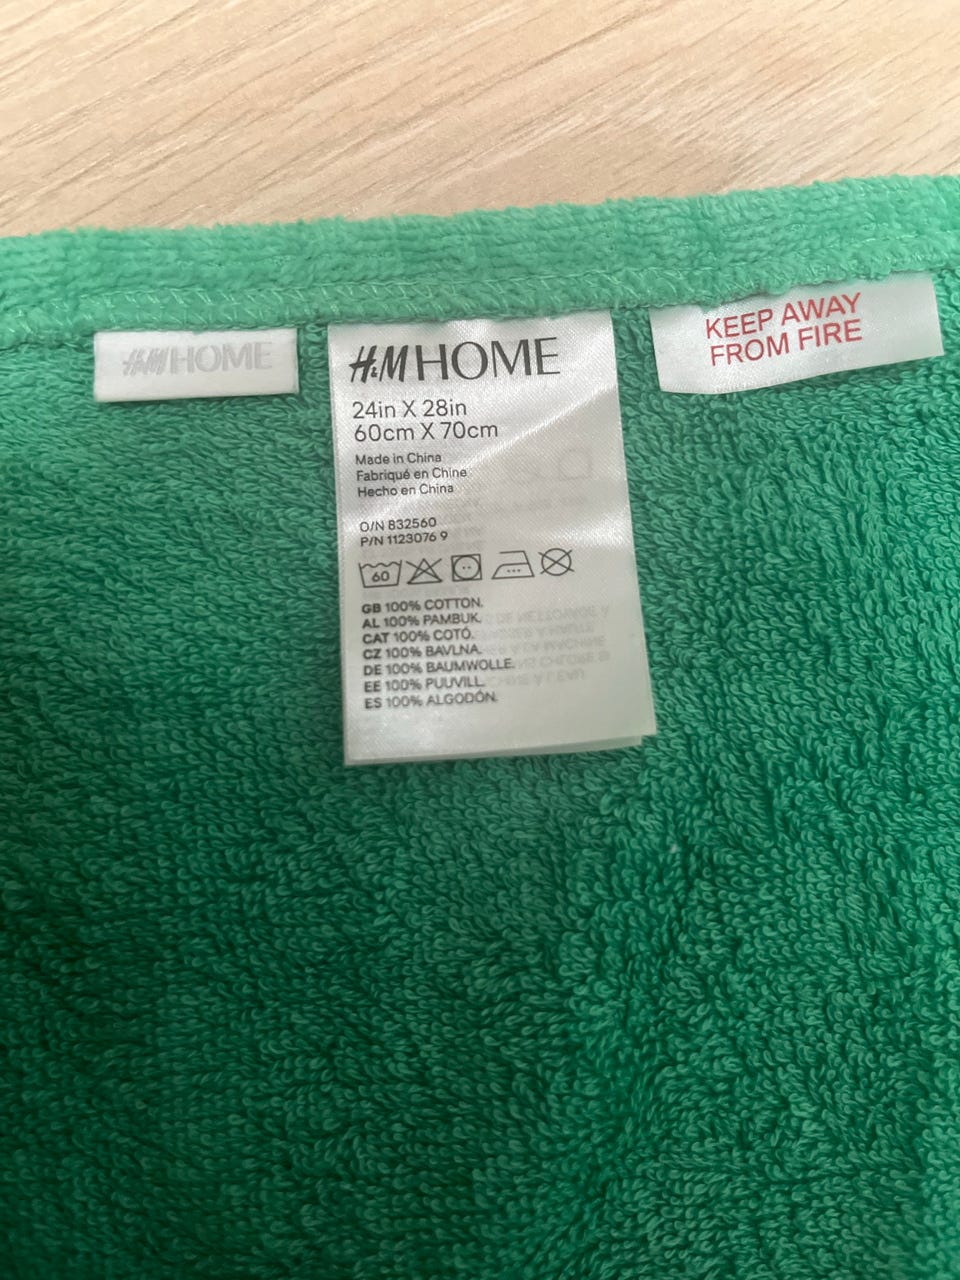 H&M HOME
H&M HOME
24in X 28in
60cm X 70cm
Made in China
Fabriqué en Chine
Hecho en China
O/N 832560
P/N 1123076 9
60
GB 100% COTTON.
AL 100% PAMBUK.
CAT 100% COTÓ.
CZ 100% BAVLNA.
DE 100% BAUMWOLLE.
EE 100% PUUVILL.
ES 100% ALGODÓN.
KEEP AWAY
FROM FIRE